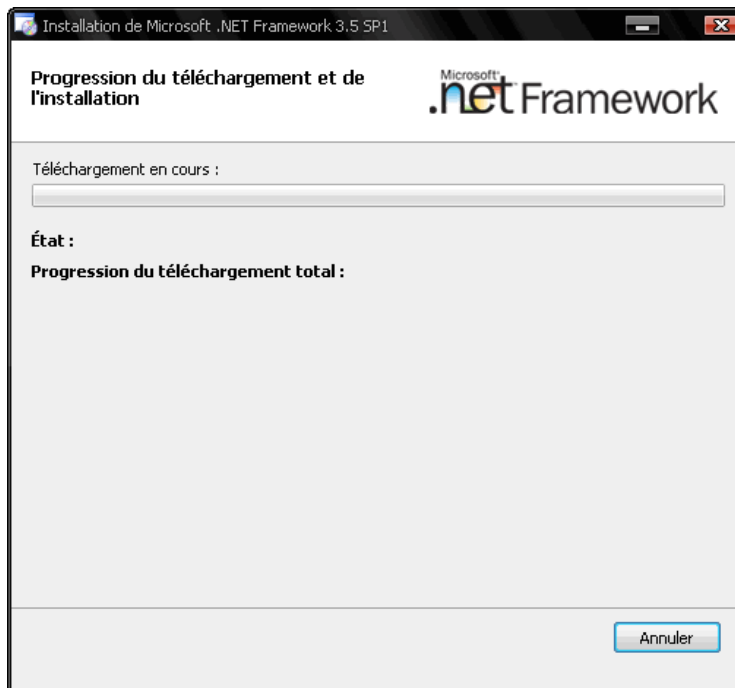 Installation de Microsoft .NET Framework 3.5 SP1
Progression du téléchargement et de
l'installation
Microsoft
.net Framework
Téléchargement en cours :
État :
Progression du téléchargement total :
Annuler